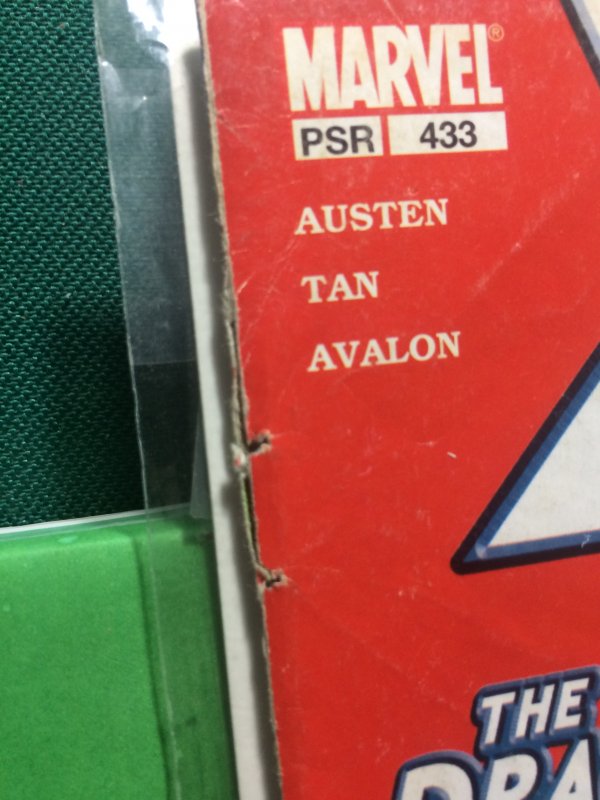 MARVEL®
PSR 433
AUSTEN
TAN
AVALON
THE